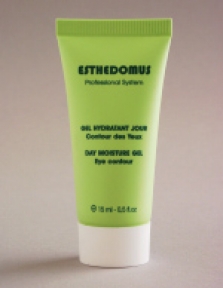 ESTHEDOMUS
Professional System
GEL HYDRATANT JOUR
Contour des Yeux
DAY MOISTURE GEL
Eye contour
15 ml - 0,5 fl oz